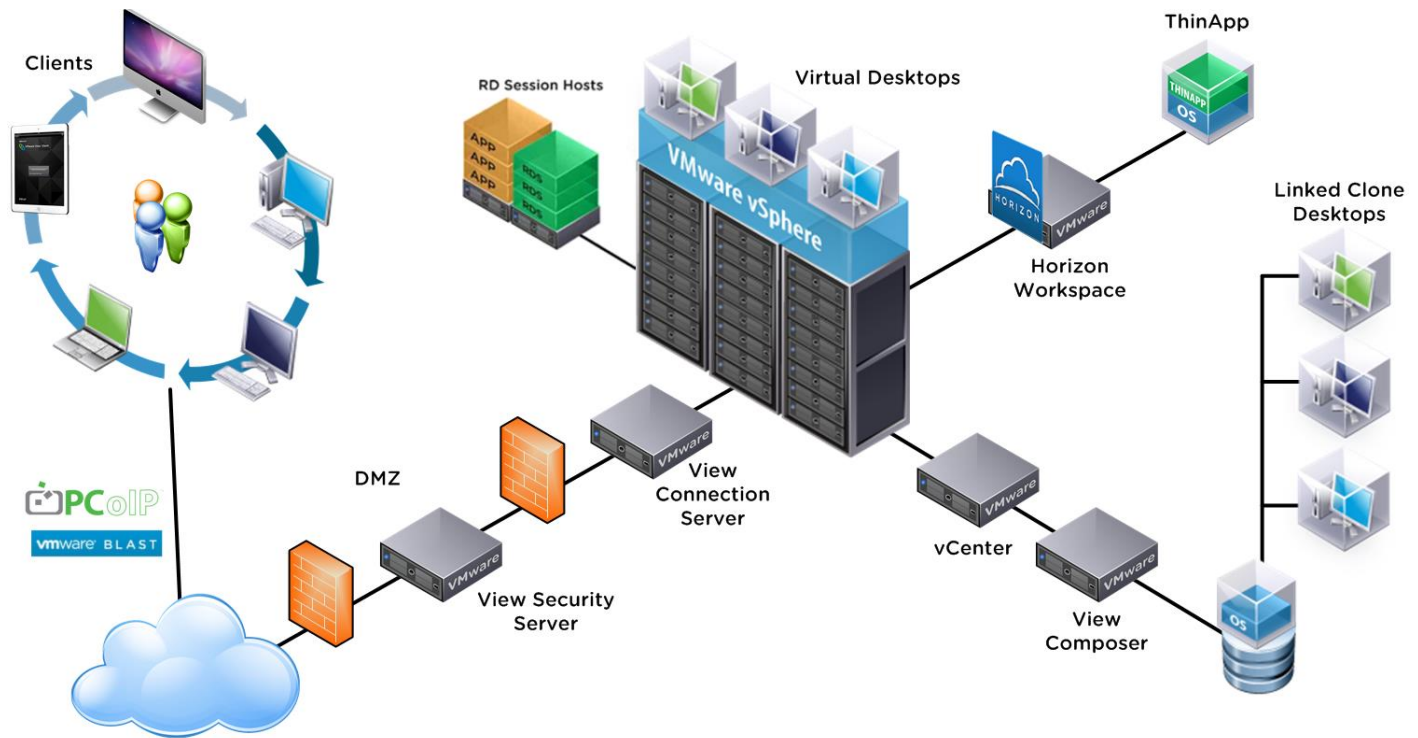 Clients
RD Session Hosts
APP
APP
APP
RDS
RDS
RDS
Virtual Desktops
VMware vSphere
ThinApp
THINAPP
OS
HORIZON
VMware
Horizon
Workspace
Linked Clone
Desktops
PCoIP
vmware BLAST
DMZ
VMware
View Security
Server
VMware
View
Connection
Server
VMware
vCenter
VMware
View
Composer
OS